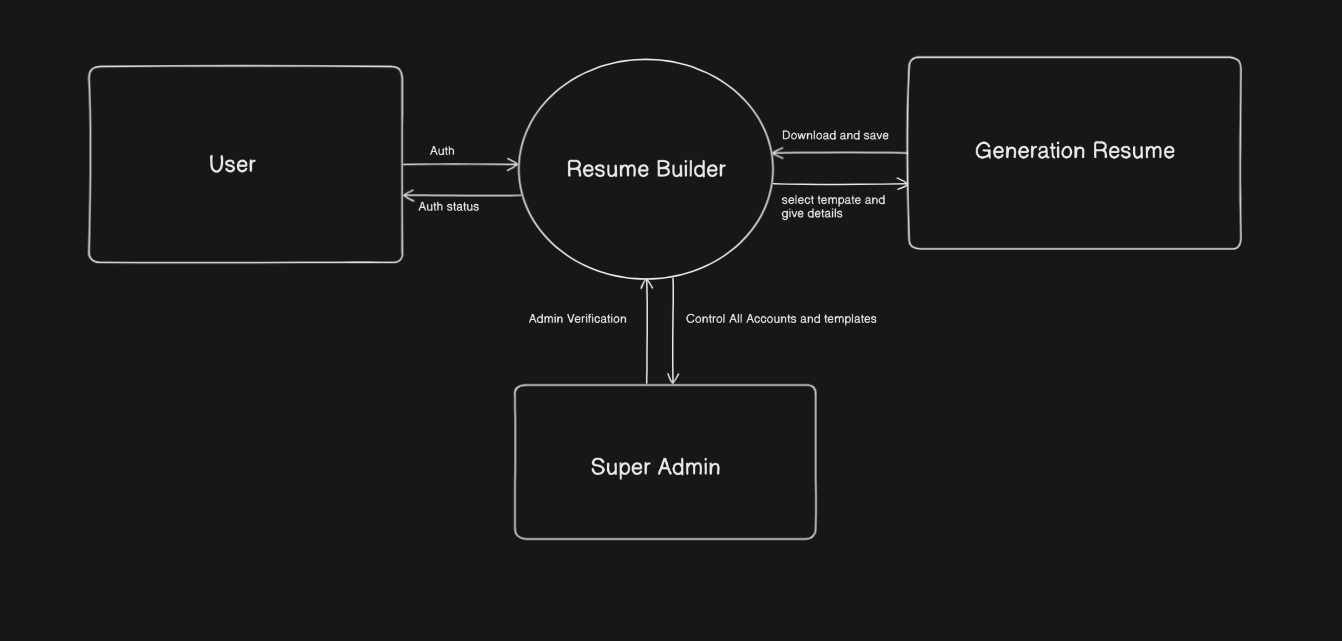 User
Auth
Auth status
Resume Builder
Download and save
select tempate and
give details
Generation Resume
Admin Verification
Control All Accounts and templates
Super Admin